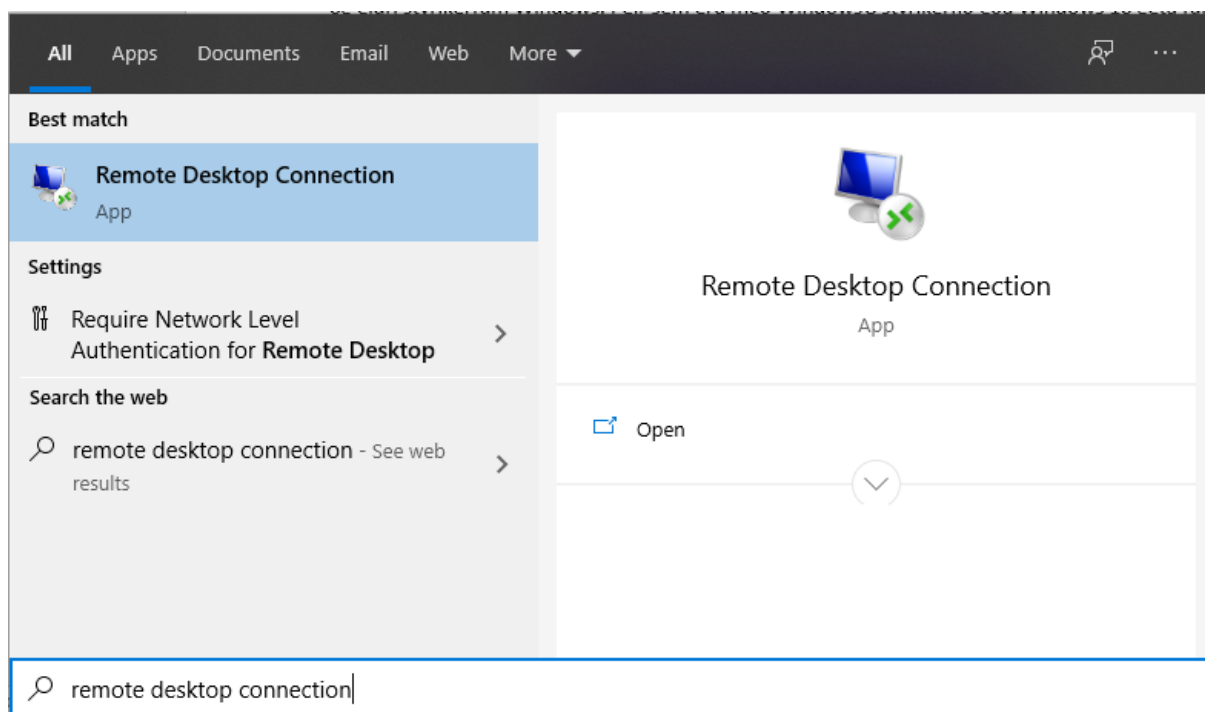 All Apps Documents Email Web More
Best match
Remote Desktop Connection
App
Settings
Require Network Level
Authentication for Remote Desktop
Search the web
remote desktop connection - See web
results
Remote Desktop Connection
App
Open
remote desktop connection